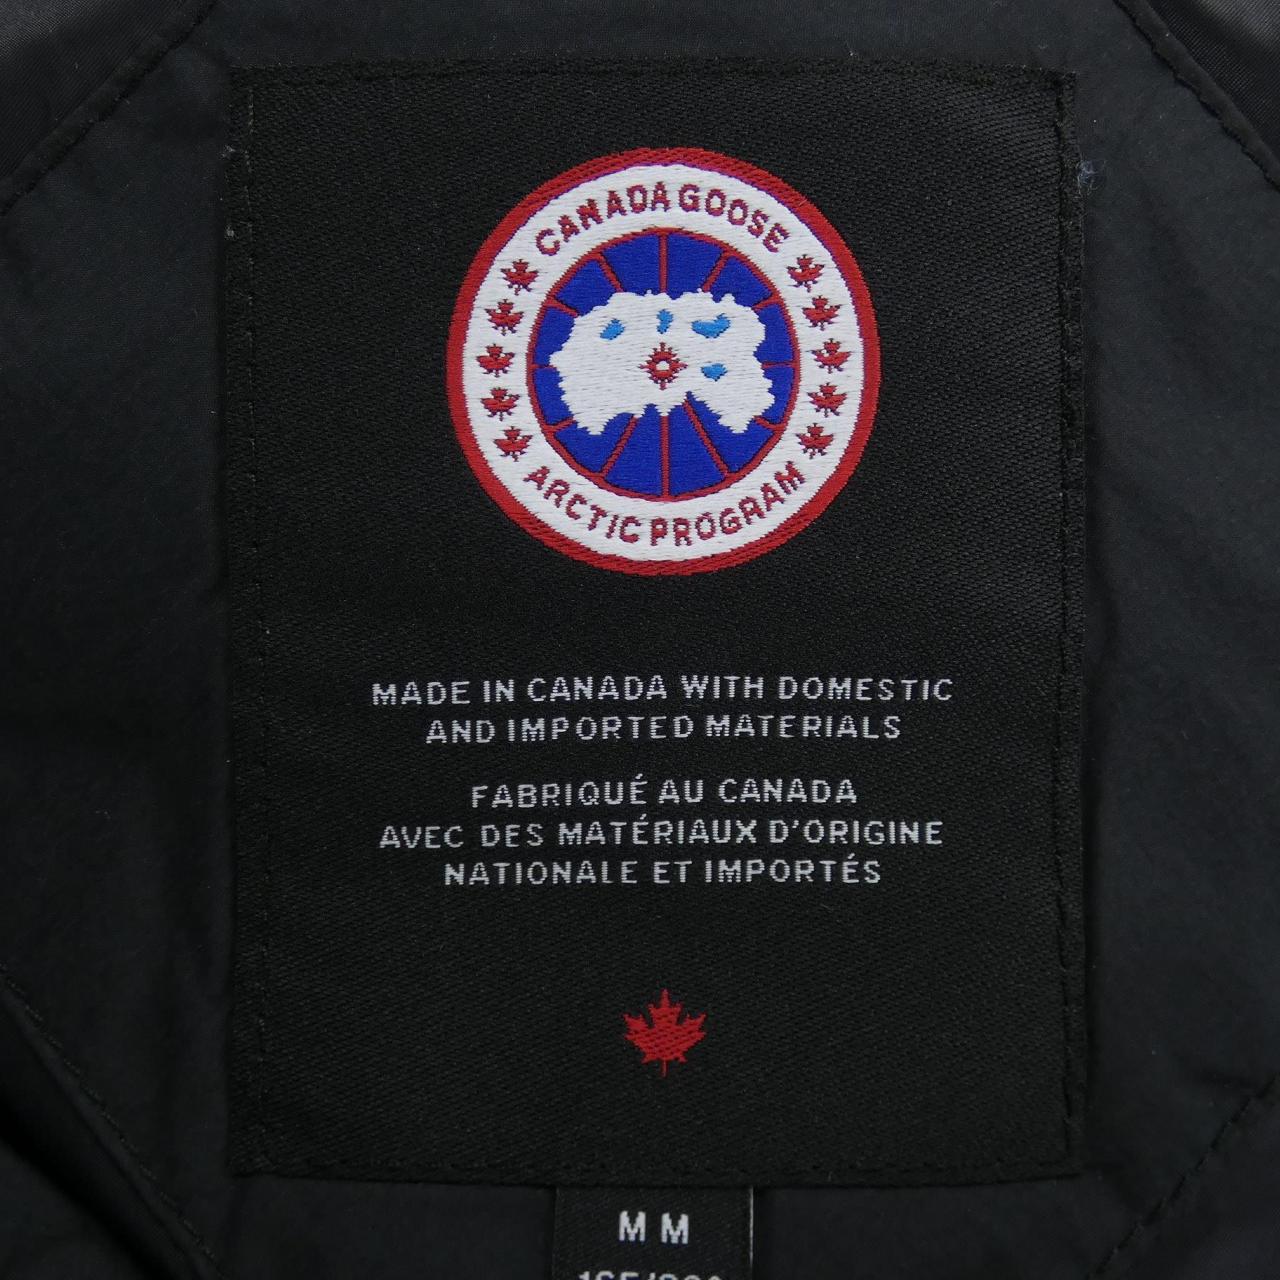 CANADA GOOSE
ARCTIC PROGRAM
MADE IN CANADA WITH DOMESTIC
AND IMPORTED MATERIALS
FABRIQUÉ AU CANADA
AVEC DES MATÉRIAUX D'ORIGINE
NATIONALE ET IMPORTÉS
M M